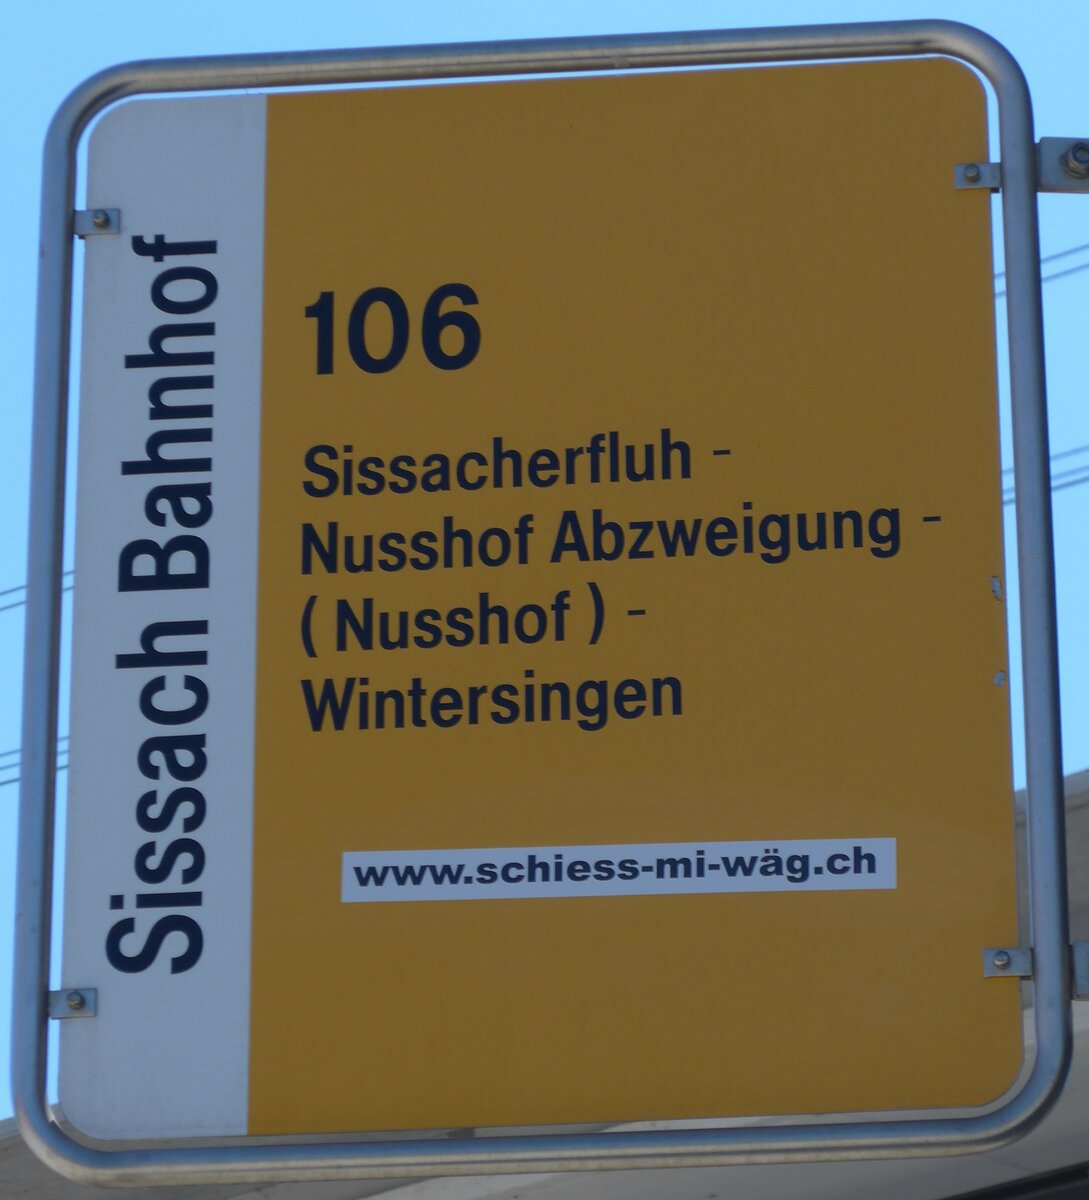 Sissach Bahnhof
106
Sissacherfluh -
Nusshof Abzweigung -
( Nusshof ) -
Wintersingen
www.schiess-mi-wäg.ch